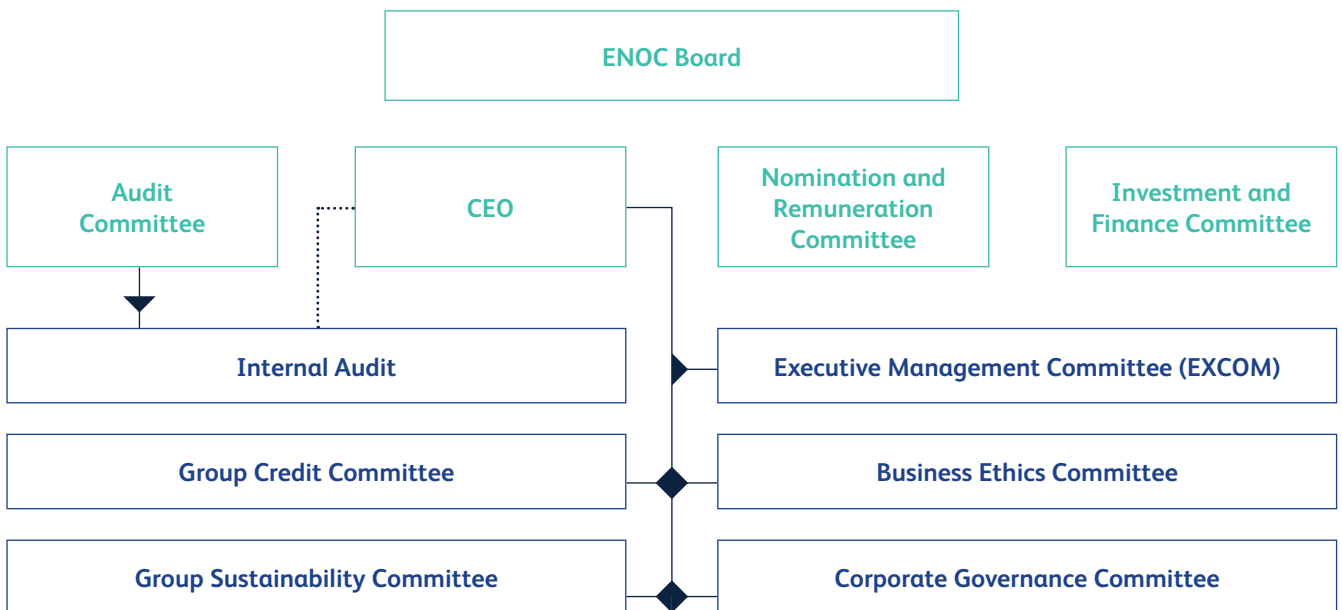 ENOC Board
Audit
Committee
CEO
Nomination and
Remuneration
Committee
Investment and
Finance Committee
Internal Audit
Executive Management Committee (EXCOM)
Group Credit Committee
Business Ethics Committee
Group Sustainability Committee
Corporate Governance Committee